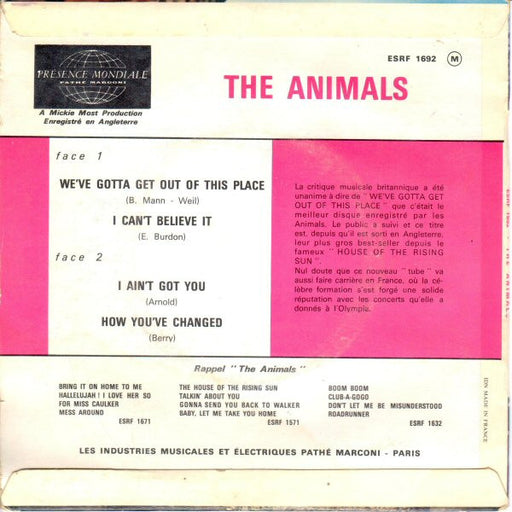 ESRF 1692 M
PRÉSENCE MONDIALE
PATHÉ MARCONI
THE ANIMALS
A Mickie Most Production
Enregistré en Angleterre
face 1
WE'VE GOTTA GET OUT OF THIS PLACE
(B. Mann - Weil)
I CAN'T BELIEVE IT
(E. Burdon)
face 2
I AIN'T GOT YOU
(Arnold)
HOW YOU'VE CHANGED
(Berry)
La critique musicale britannique a été
unanime à dire de "WE'VE GOTTA GET
OUT OF THIS PLACE" que c'était le
meilleur disque enregistré par les
Animals. Le public a suivi et ce titre
est, depuis qu'il est sorti en Angleterre,
leur plus gros best-seller depuis le
fameux "HOUSE OF THE RISING
SUN".
Nul doute que ce nouveau "tube" va
aussi faire carrière en France, où la cé-
lèbre formation s'est forgé une solide
réputation avec les concerts qu'elle a
donnés à l'Olympia.
ESRF 1692 - THE ANIMALS
Rappel "The Animals"
BRING IT ON HOME TO ME
HALLELUJAH ! I LOVE HER SO
FOR MISS CAULKER
MESS AROUND
ESRF 1671
THE HOUSE OF THE RISING SUN
TALKIN' ABOUT YOU
GONNA SEND YOU BACK TO WALKER
BABY, LET ME TAKE YOU HOME
ESRF 1571
BOOM BOOM
CLUB-A-GOGO
DON'T LET ME BE MISUNDERSTOOD
ROADRUNNER
ESRF 1632
IDN MADE IN FRANCE
LES INDUSTRIES MUSICALES ET ÉLECTRIQUES PATHÉ MARCONI - PARIS